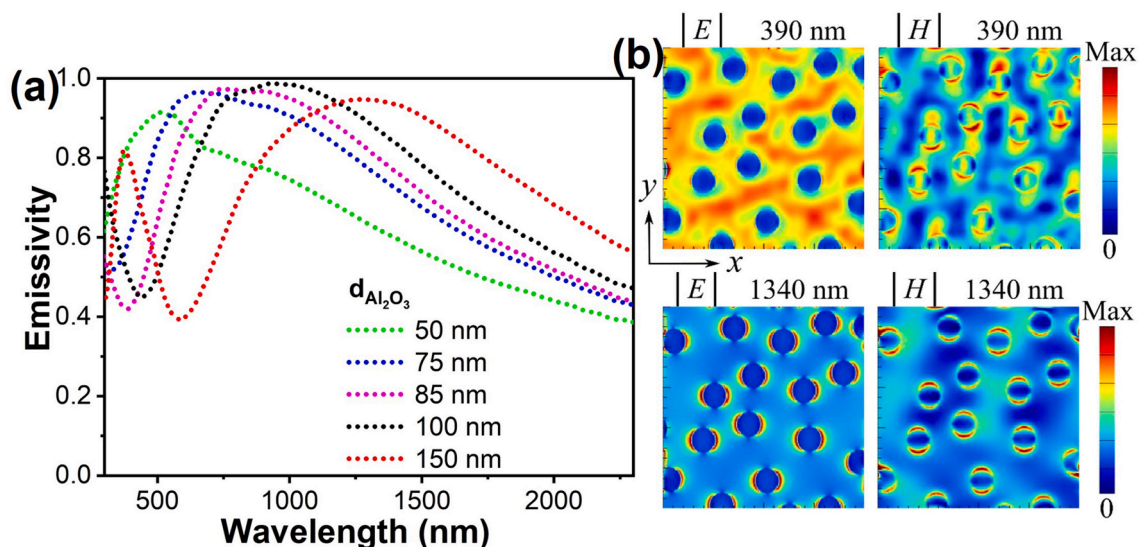 (a)
Emissivity
1.0
0.8
0.6
0.4
0.2
0.0
500 1000 1500 2000
Wavelength (nm)
d Al₂O₃
50 nm
75 nm
85 nm
100 nm
150 nm
(b)
|E| 390 nm
|H| 390 nm
Max
0
y
x
|E| 1340 nm
|H| 1340 nm
Max
0